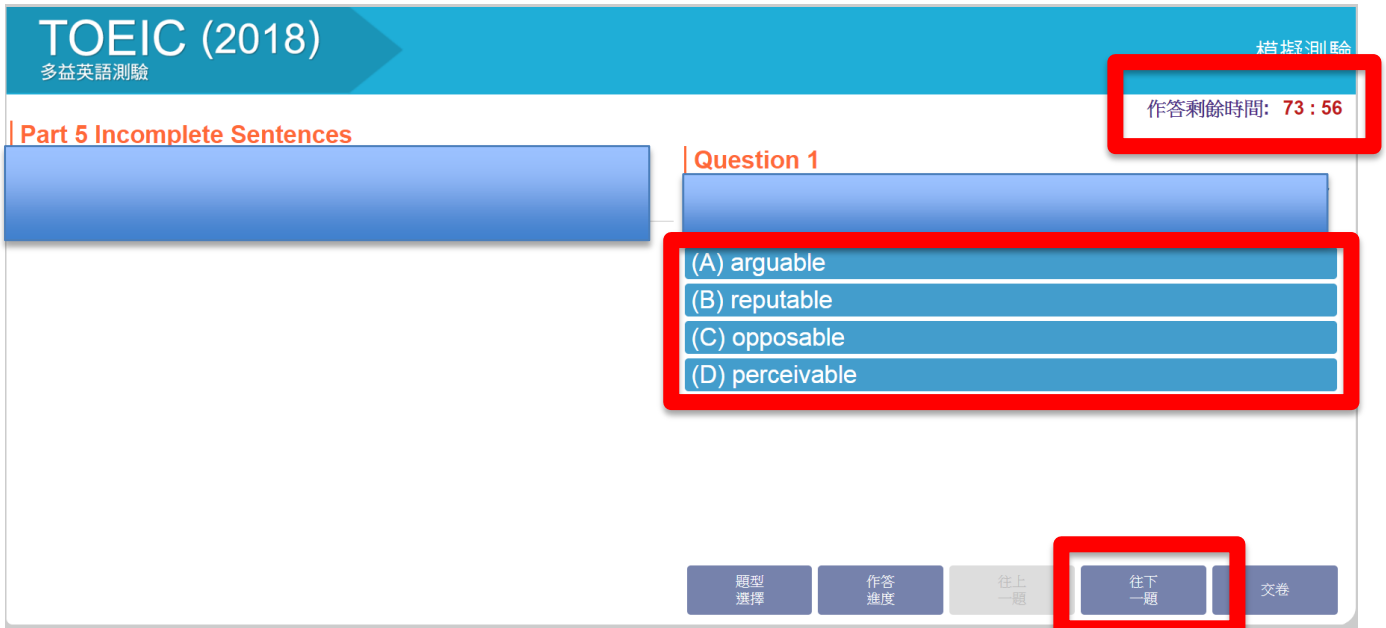 TOEIC (2018)
多益英語測驗
模擬測驗
作答剩餘時間: 73 : 56
Part 5 Incomplete Sentences
Question 1
(A) arguable
(B) reputable
(C) opposable
(D) perceivable
題型
選擇
作答
進度
往上
一題
往下
一題
交卷